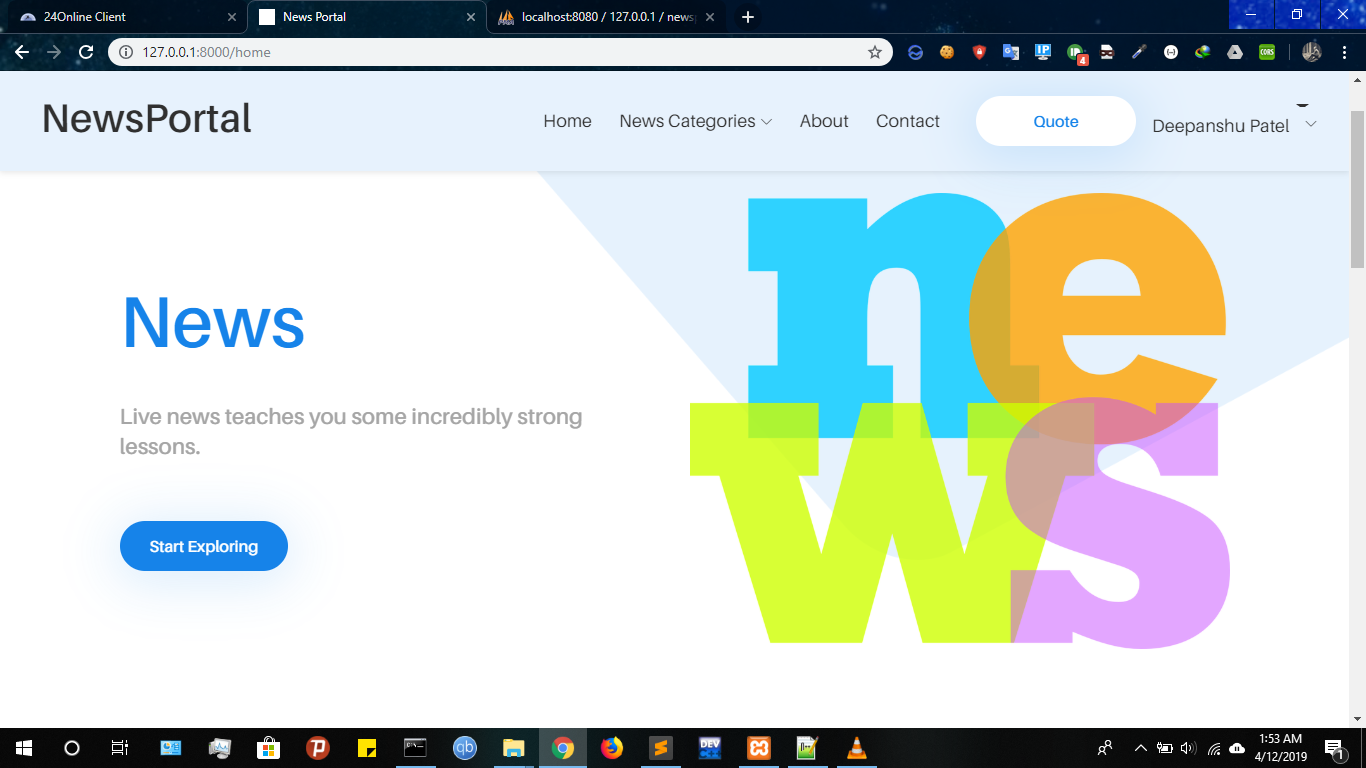 24Online Client
News Portal
localhost:8080 / 127.0.0.1 / news
127.0.0.1:8000/home
NewsPortal
Home
News Categories
About
Contact
Quote
Deepanshu Patel
news
News
Live news teaches you some incredibly strong
lessons.
Start Exploring
IP
4
CORS
qb
DEV
1:53 AM
4/12/2019
1